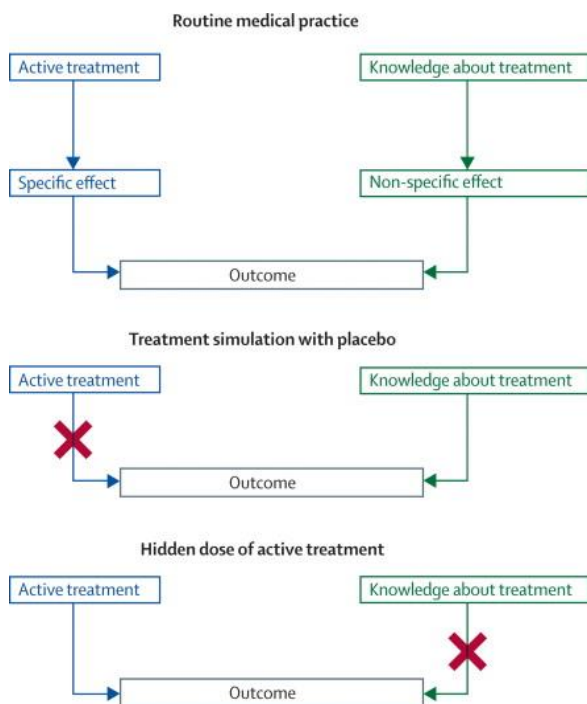 Routine medical practice
Active treatment
Knowledge about treatment
Specific effect
Non-specific effect
Outcome
Treatment simulation with placebo
Active treatment
Knowledge about treatment
Outcome
Hidden dose of active treatment
Active treatment
Knowledge about treatment
Outcome